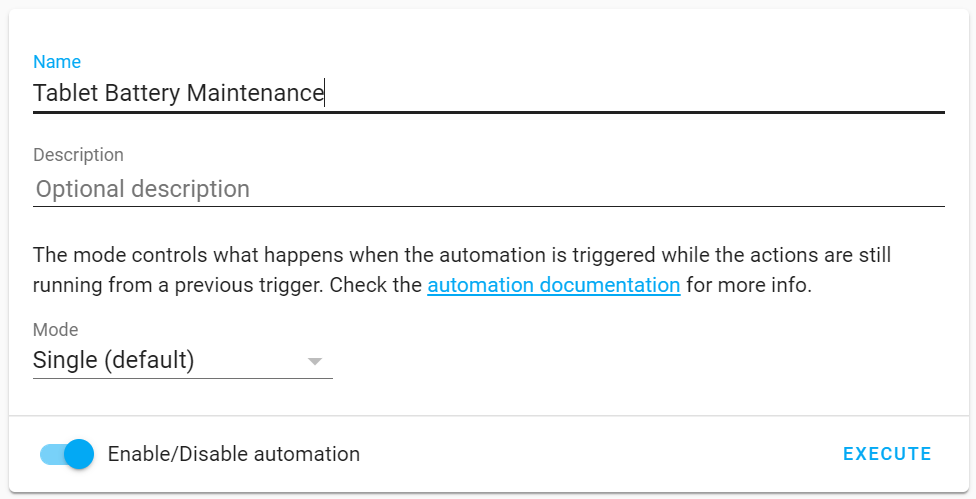 Name
Tablet Battery Maintenance
Description
Optional description
The mode controls what happens when the automation is triggered while the actions are still
running from a previous trigger. Check the automation documentation for more info.
Mode
Single (default)
Enable/Disable automation
EXECUTE